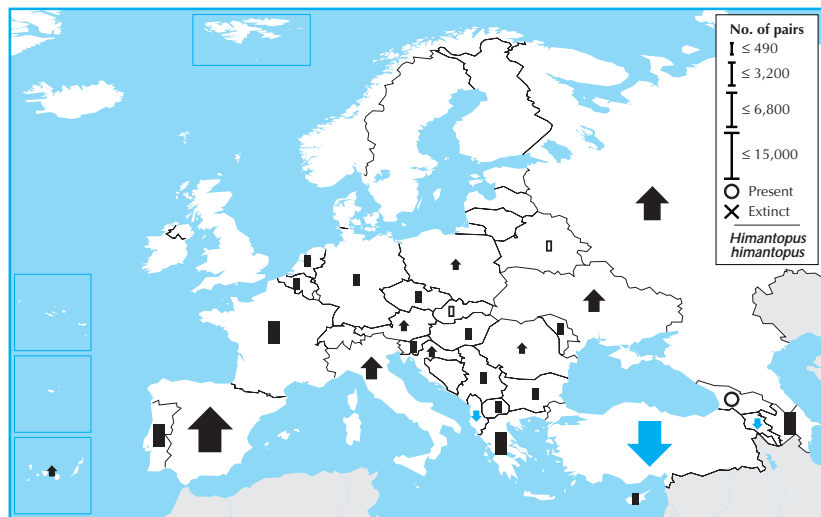 No. of pairs
≤ 490
≤ 3,200
≤ 6,800
≤ 15,000
Present
Extinct
Himantopus
himantopus